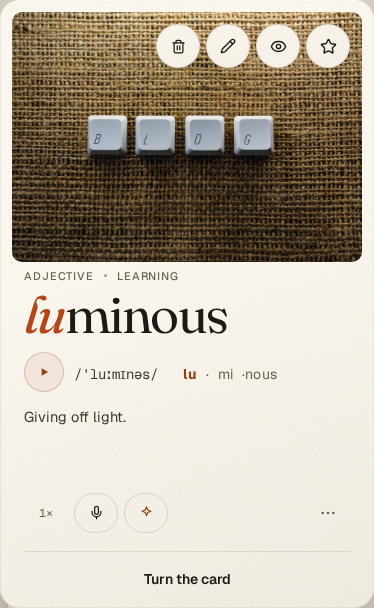 B L O G
ADJECTIVE • LEARNING
luminous
/ˈluːmɪnəs/ lu · mi ·nous
Giving off light.
1×
Turn the card